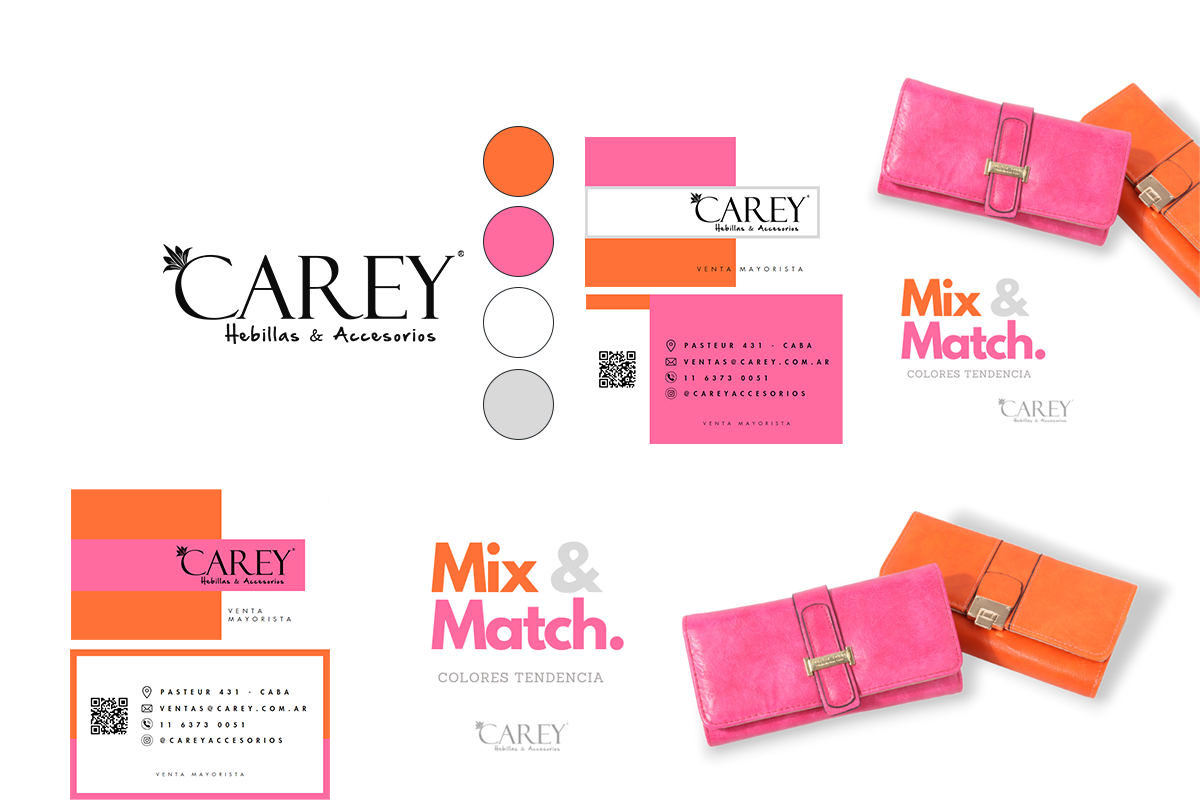 CAREY®
Hebillas & Accesorios
CAREY®
Hebillas & Accesorios
VENTA MAYORISTA
PASTEUR 431 - CABA
VENTAS@CAREY.COM.AR
11 6373 0051
@CAREYACCESORIOS
VENTA MAYORISTA
Mix &
Match.
COLORES TENDENCIA
CAREY
Hebillas & Accesorios
CAREY®
Hebillas & Accesorios
VENTA
MAYORISTA
PASTEUR 431 - CABA
VENTAS@CAREY.COM.AR
11 6373 0051
@CAREYACCESORIOS
VENTA MAYORISTA
Mix &
Match.
COLORES TENDENCIA
CAREY
Hebillas & Accesorios